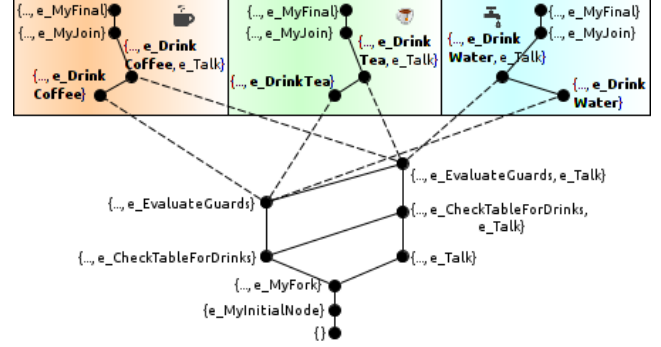 {..., e_MyFinal}
{..., e_MyJoin}
{..., e_Drink
Coffee, e_Talk}
{..., e_Drink
Coffee}
{..., e_MyFinal}
{..., e_MyJoin}
{..., e_Drink
Tea, e_Talk}
{..., e_DrinkTea}
{..., e_MyFinal}
{..., e_MyJoin}
{..., e_Drink
Water, e_Talk}
{..., e_Drink
Water}
{..., e_EvaluateGuards, e_Talk}
{..., e_EvaluateGuards}
{..., e_CheckTableForDrinks,
e_Talk}
{..., e_CheckTableForDrinks}
{..., e_Talk}
{..., e_MyFork}
{e_MyInitialNode}
{}